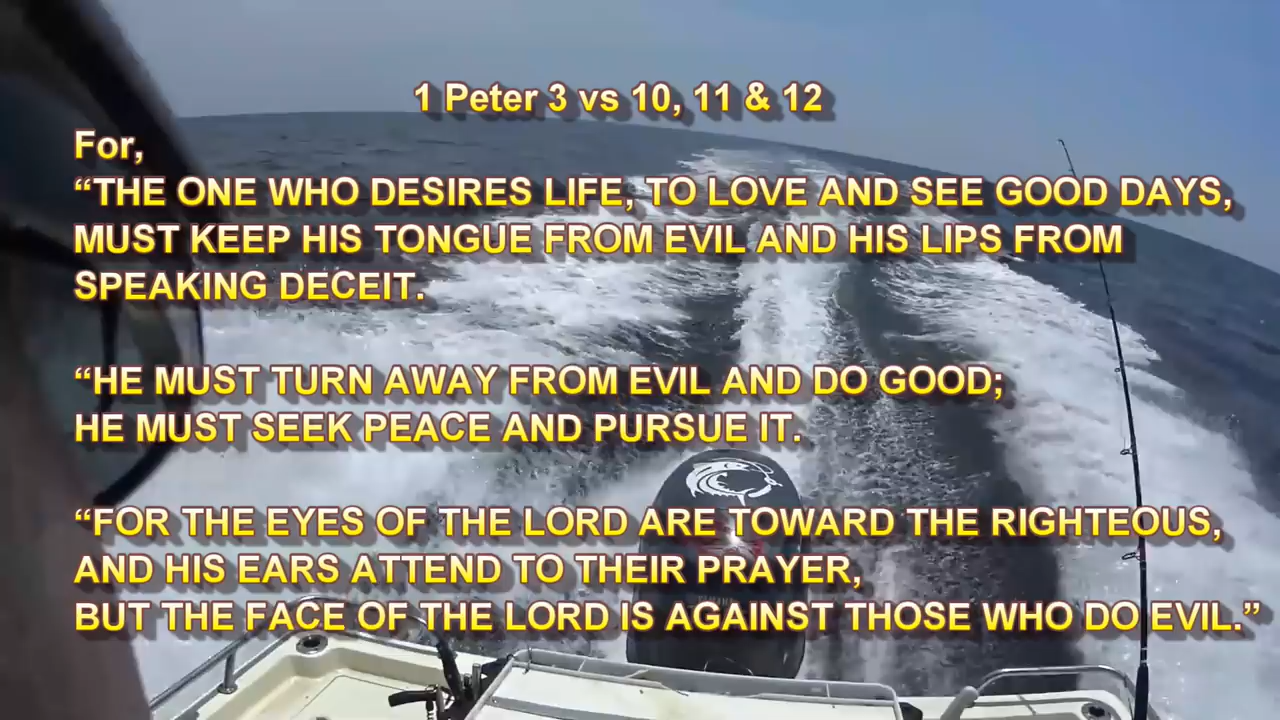 1 Peter 3 vs 10, 11 & 12
For,
“THE ONE WHO DESIRES LIFE, TO LOVE AND SEE GOOD DAYS,
MUST KEEP HIS TONGUE FROM EVIL AND HIS LIPS FROM
SPEAKING DECEIT.
“HE MUST TURN AWAY FROM EVIL AND DO GOOD;
HE MUST SEEK PEACE AND PURSUE IT.
“FOR THE EYES OF THE LORD ARE TOWARD THE RIGHTEOUS,
AND HIS EARS ATTEND TO THEIR PRAYER,
BUT THE FACE OF THE LORD IS AGAINST THOSE WHO DO EVIL.”